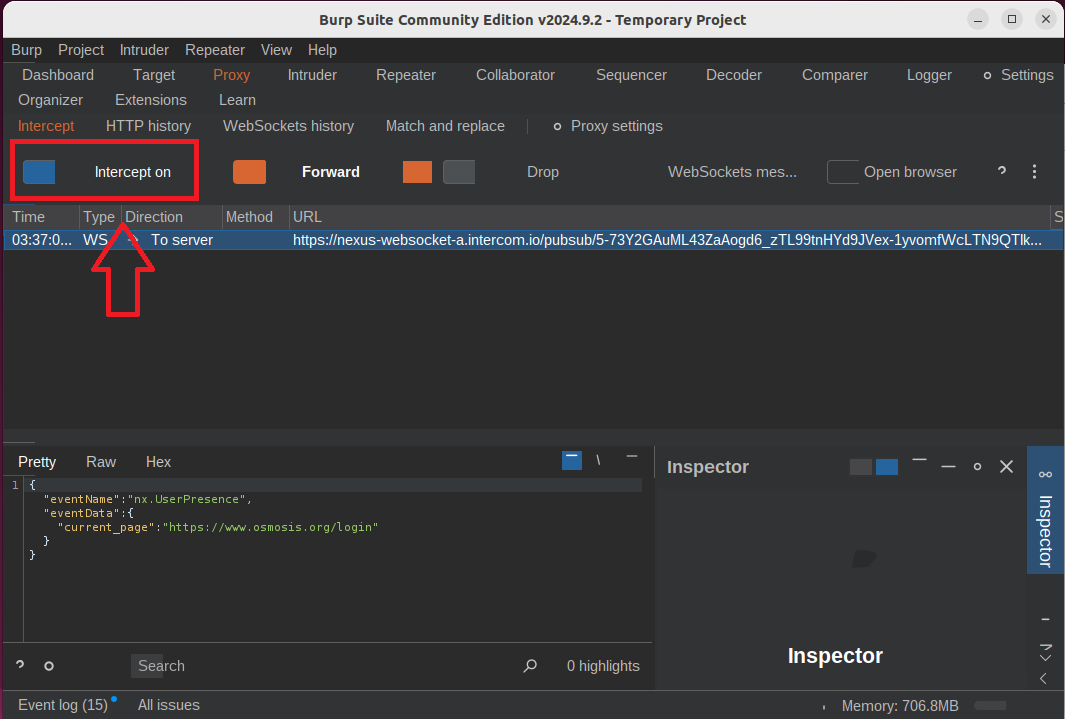 Burp Suite Community Edition v2024.9.2 - Temporary Project
Burp Project Intruder Repeater View Help
Dashboard Target Proxy Intruder Repeater Collaborator Sequencer Decoder Comparer Logger Settings
Organizer Extensions Learn
Intercept HTTP history WebSockets history Match and replace Proxy settings
Intercept on Forward Drop WebSockets mes... Open browser ?
Time Type Direction Method URL S
03:37:0... WS → To server https://nexus-websocket-a.intercom.io/pubsub/5-73Y2GAuML43ZaAogd6_zTL99tnHYd9JVex-1yvomfWcLTN9QTlk...
Pretty Raw Hex
Inspector
1 {
"eventName":"nx.UserPresence",
"eventData":{
"current_page":"https://www.osmosis.org/login"
}
}
Inspector
Inspector
? Search 0 highlights
Event log (15) All issues Memory: 706.8MB